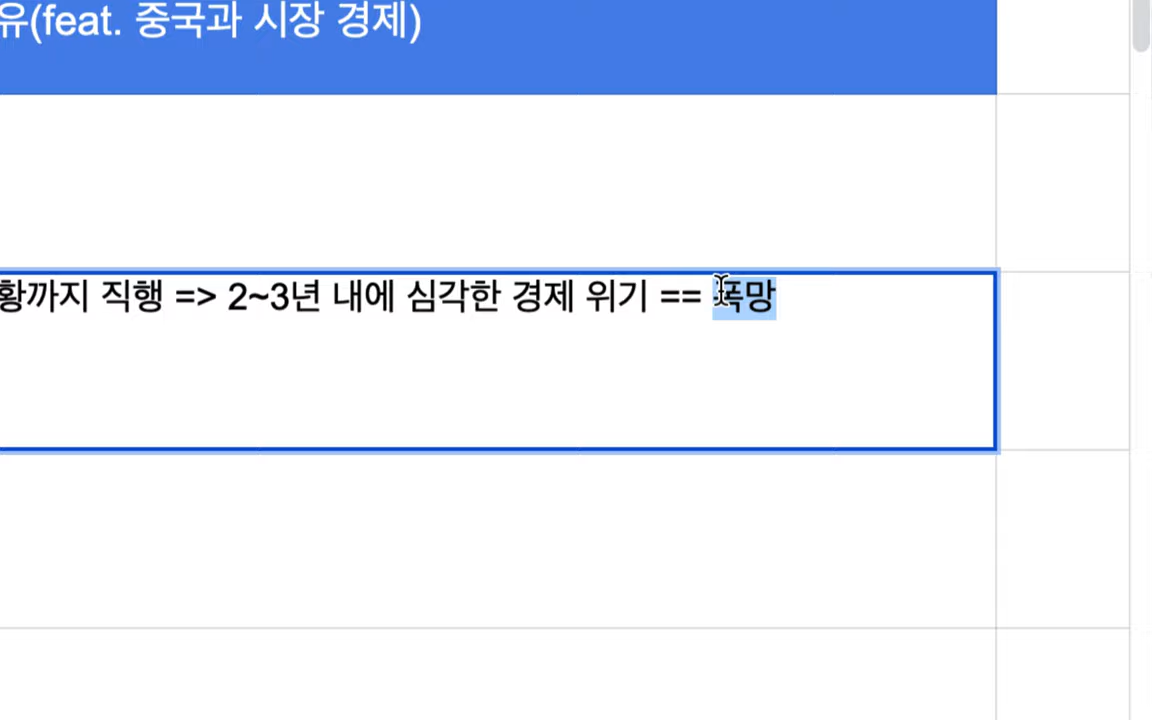 유(feat. 중국과 시장 경제)
황까지 직행 => 2~3년 내에 심각한 경제 위기 == 폭망